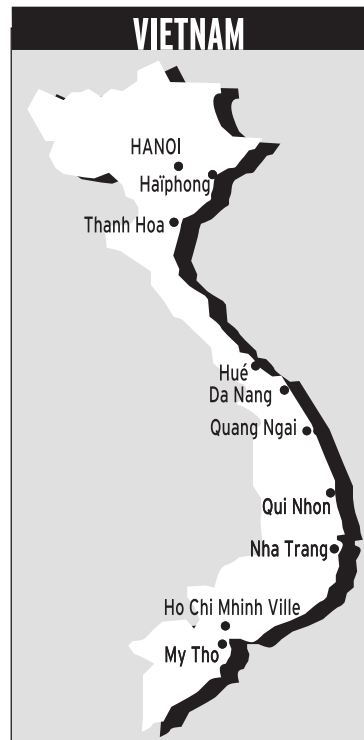 VIETNAM
HANOI
Haïphong
Thanh Hoa
Hué
Da Nang
Quang Ngai
Qui Nhon
Nha Trang
Ho Chi Mhinh Ville
My Tho